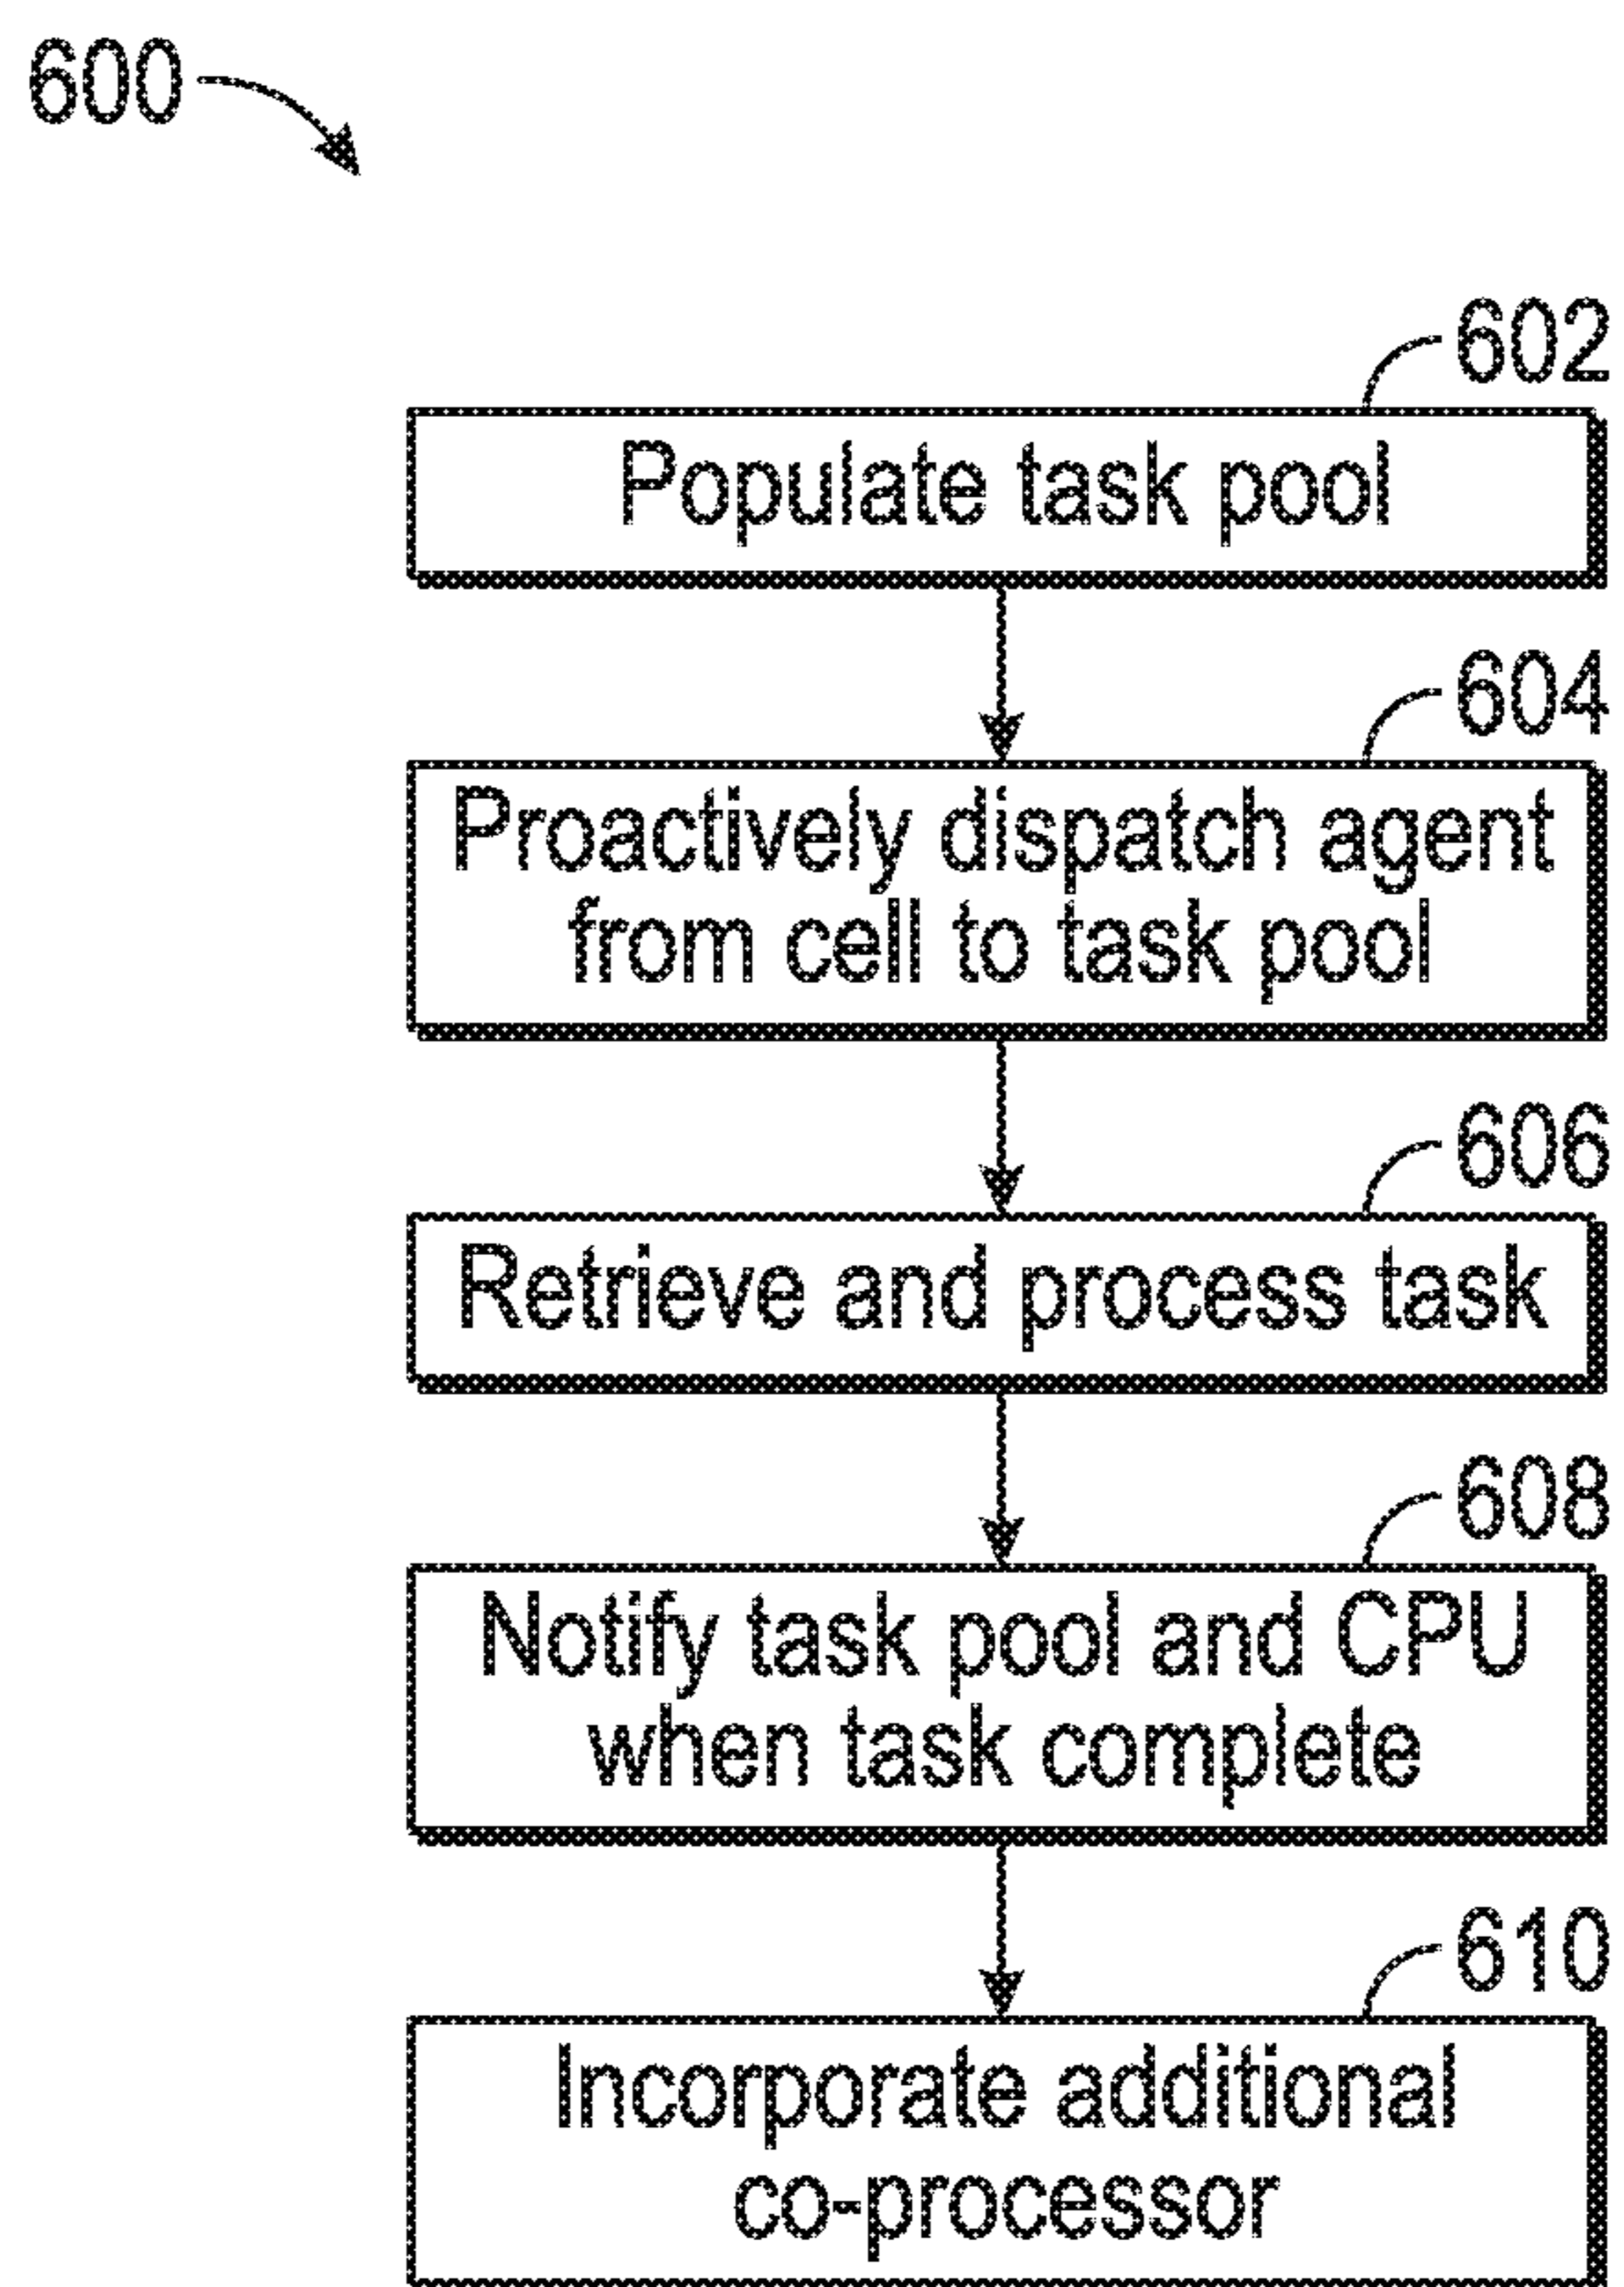 600
602
Populate task pool
604
Proactively dispatch agent
from cell to task pool
606
Retrieve and process task
608
Notify task pool and CPU
when task complete
610
Incorporate additional
co-processor